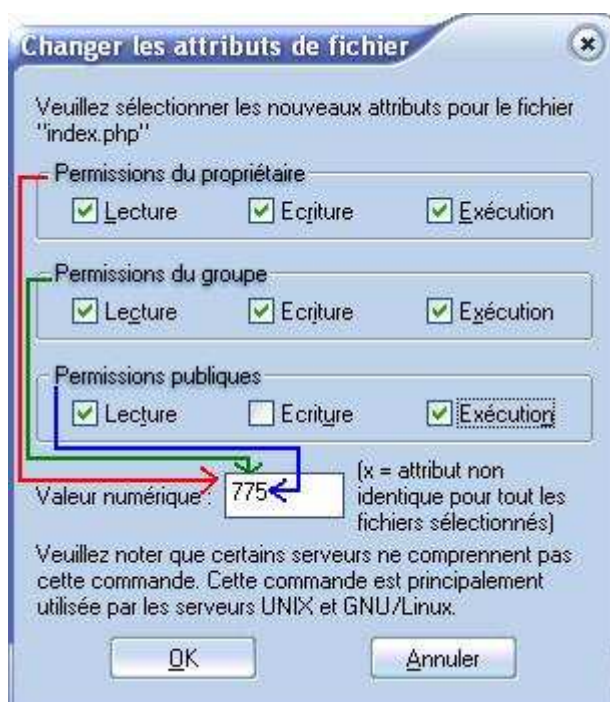 Changer les attributs de fichier
Veuillez sélectionner les nouveaux attributs pour le fichier
"index.php"
Permissions du propriétaire
Lecture Ecriture Exécution
Permissions du groupe
Lecture Ecriture Exécution
Permissions publiques
Lecture Ecriture Exécution
Valeur numérique : 775 (x = attribut non
identique pour tout les
fichiers sélectionnés)
Veuillez noter que certains serveurs ne comprennent pas
cette commande. Cette commande est principalement
utilisée par les serveurs UNIX et GNU/Linux.
OK Annuler